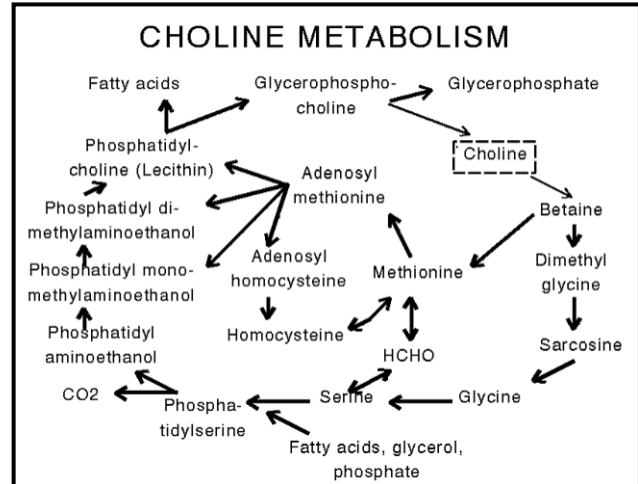 CHOLINE METABOLISM
Fatty acids
Glycerophospho-
choline
Glycerophosphate
Phosphatidyl-
choline (Lecithin)
Adenosyl
methionine
Choline
Phosphatidyl di-
methylaminoethanol
Betaine
Phosphatidyl mono-
methylaminoethanol
Adenosyl
homocysteine
Methionine
Dimethyl
glycine
Phosphatidyl
aminoethanol
Homocysteine
HCHO
Sarcosine
CO2
Phospha-
tidylserine
Serine
Glycine
Fatty acids, glycerol,
phosphate